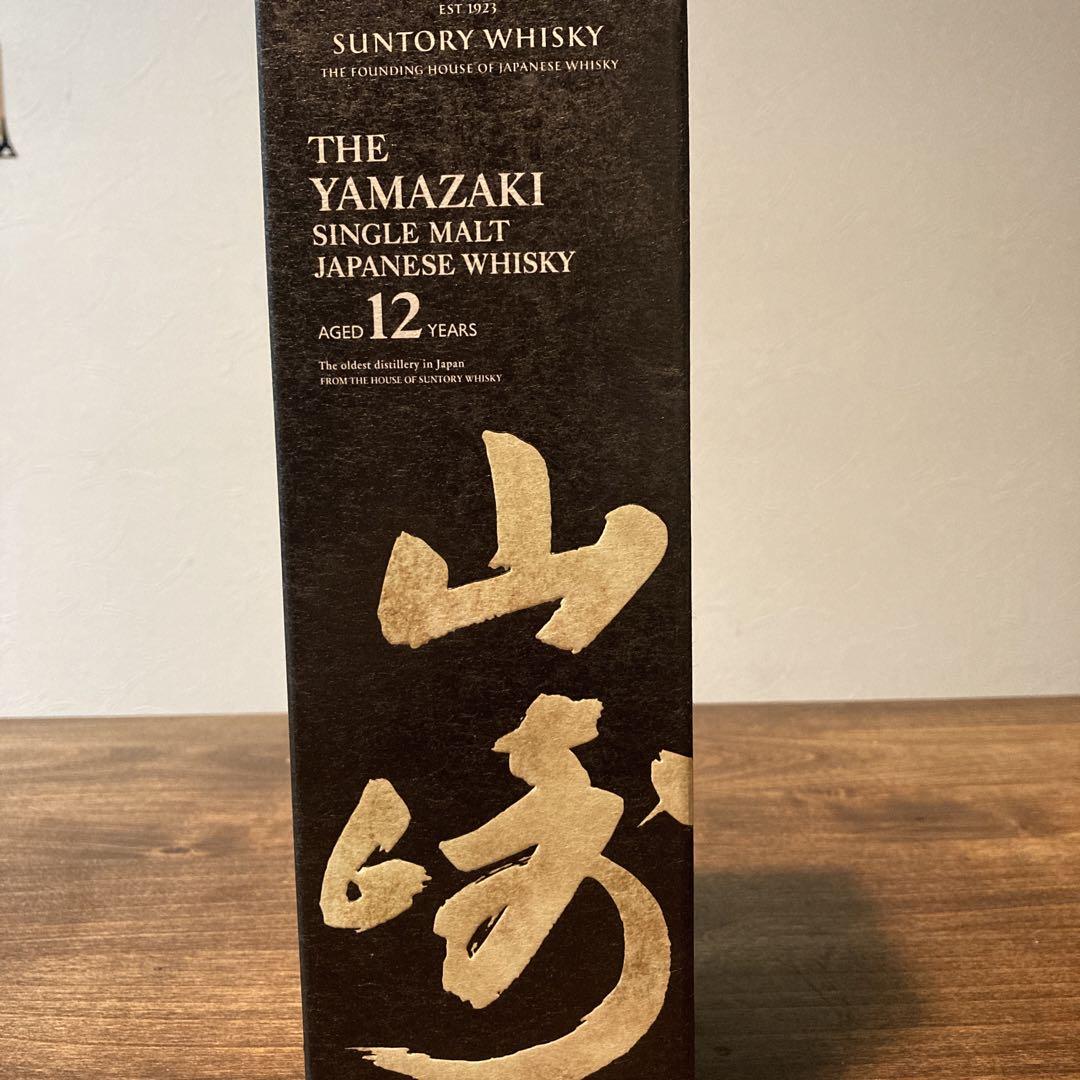 EST 1923
SUNTORY WHISKY
THE FOUNDING HOUSE OF JAPANESE WHISKY
THE
YAMAZAKI
SINGLE MALT
JAPANESE WHISKY
AGED 12 YEARS
The oldest distillery in Japan
FROM THE HOUSE OF SUNTORY WHISKY
山
崎